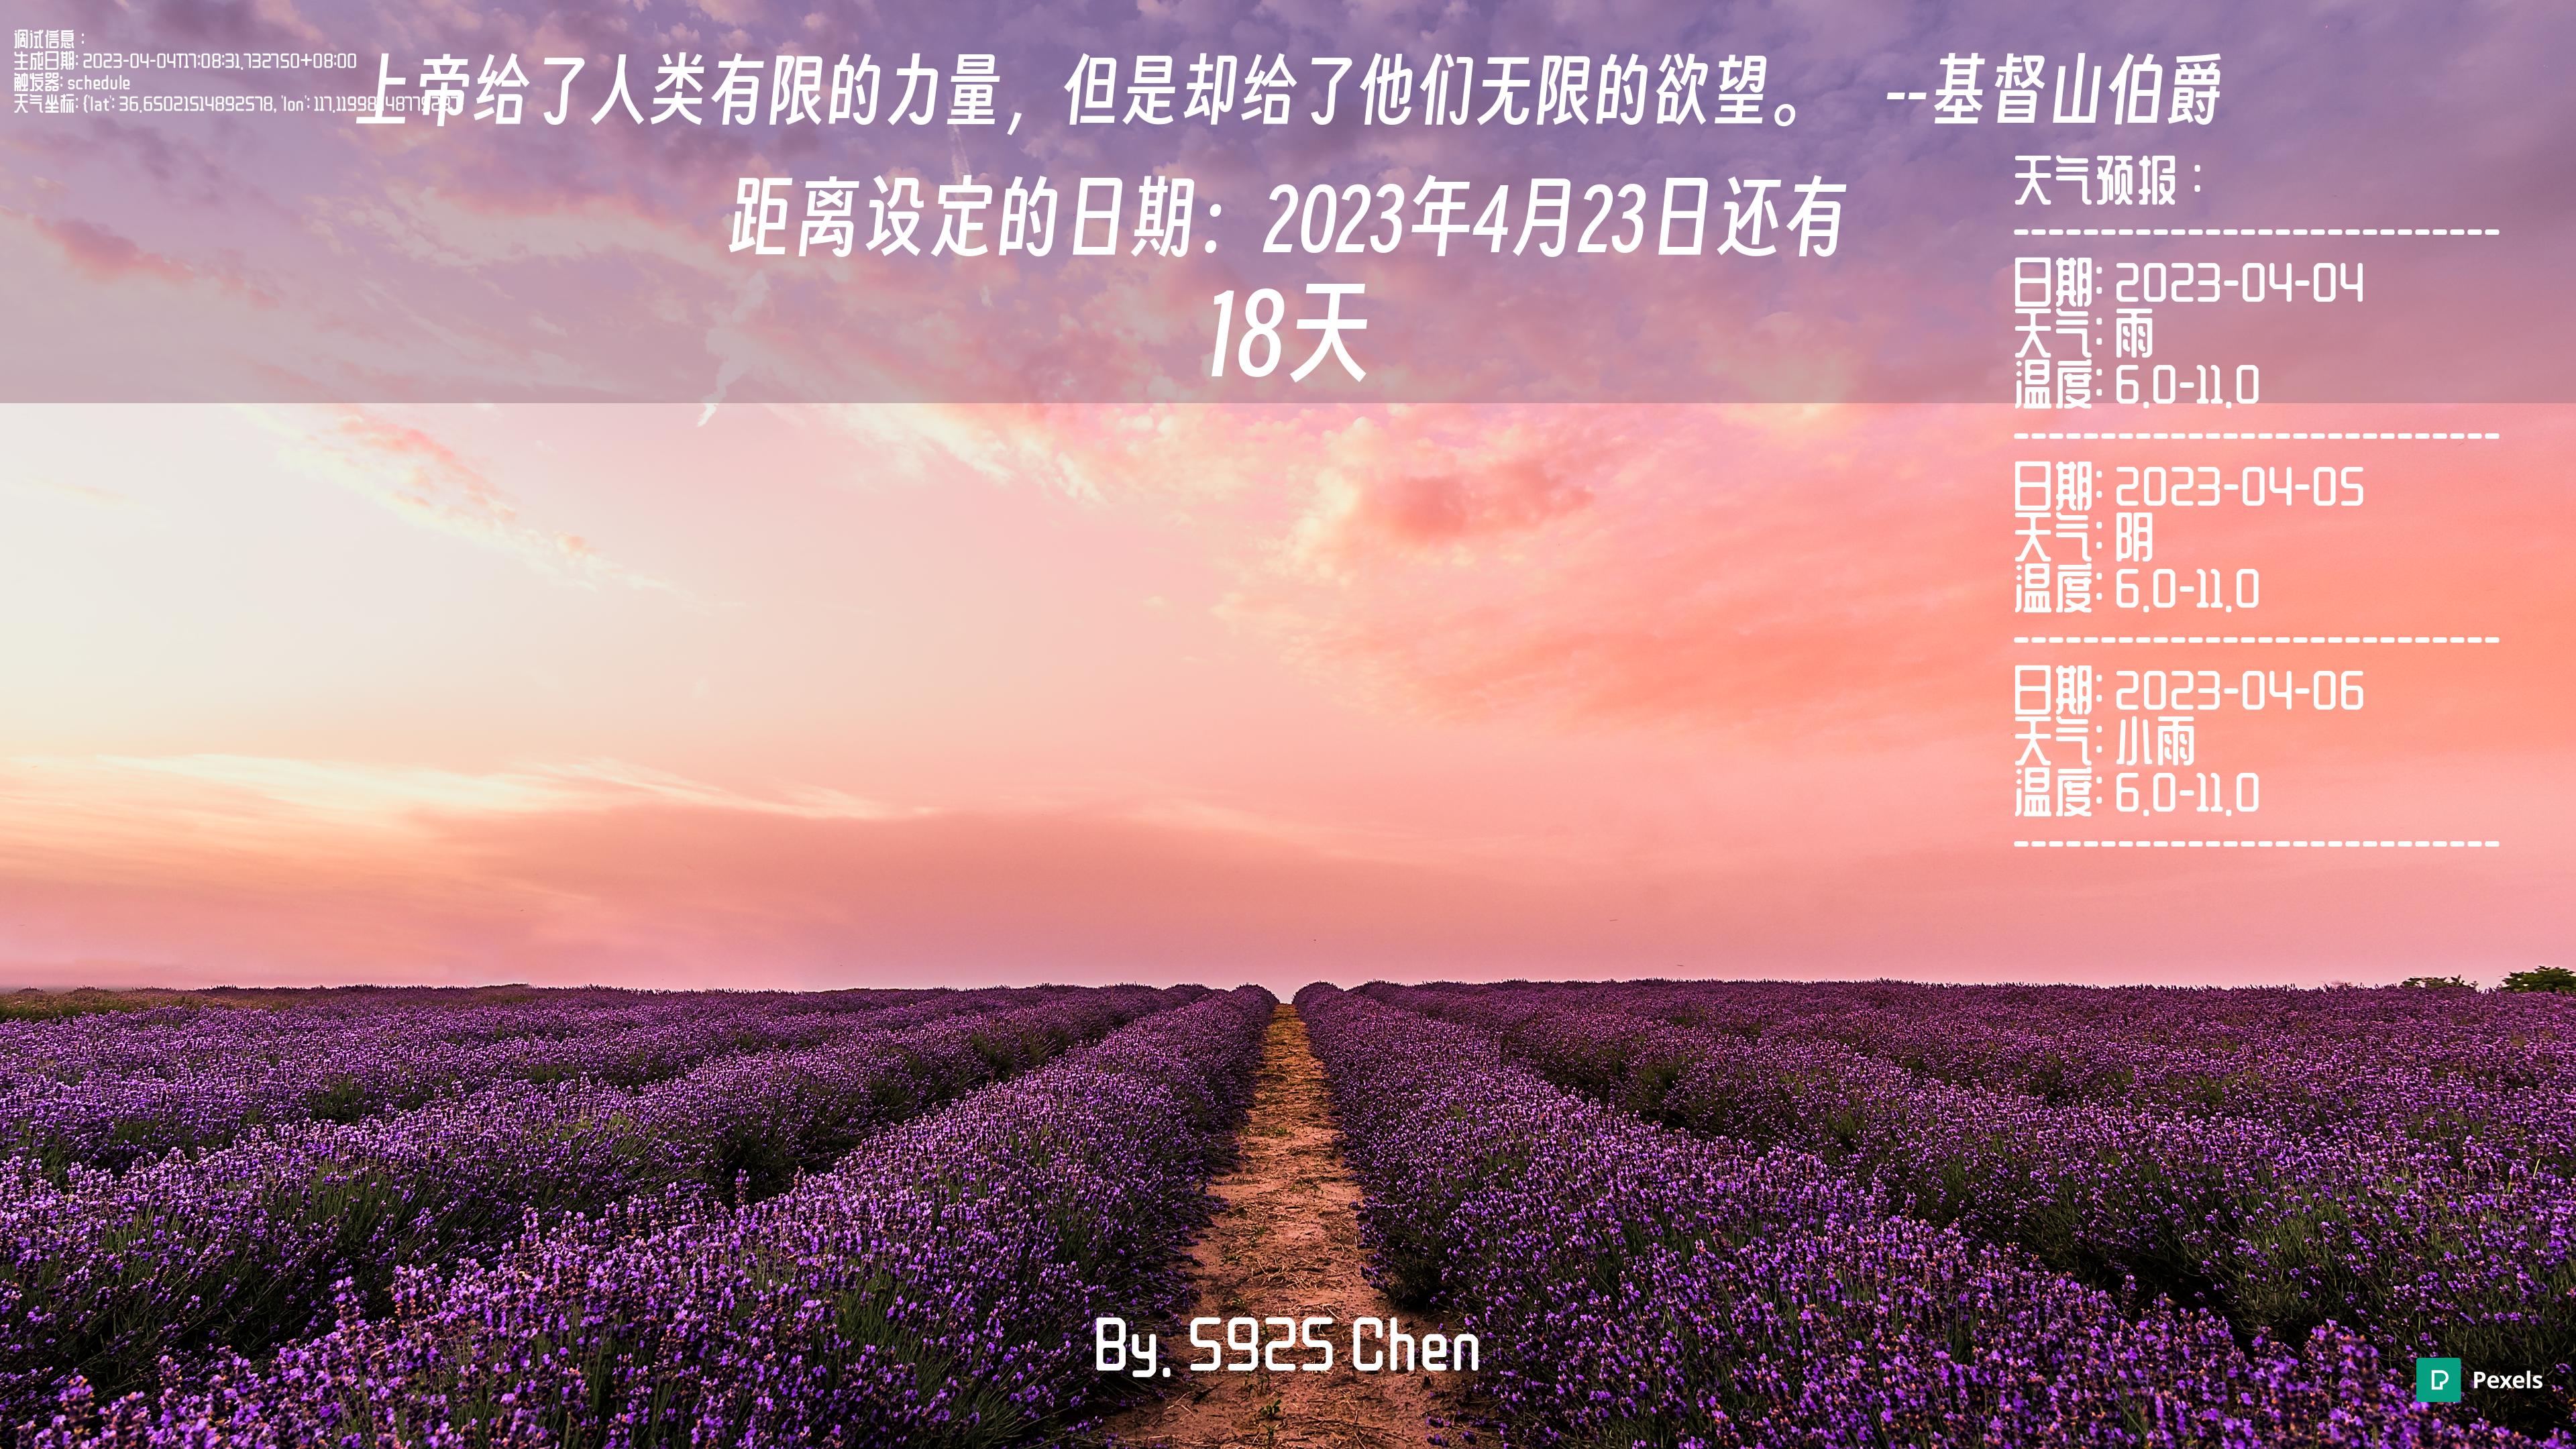 调试信息：
生成日期: 2023-04-04T17:08:31.732750+08:00
触发器: schedule
天气坐标: {'lat': 36.65021514892578, 'lon':
上帝给了人类有限的力量，但是却给了他们无限的欲望。 --基督山伯爵
距离设定的日期：2023年4月23日还有
18天
天气预报：
----------------------------
日期: 2023-04-04
天气: 雨
温度: 6.0-11.0
----------------------------
日期: 2023-04-05
天气: 阴
温度: 6.0-11.0
----------------------------
日期: 2023-04-06
天气: 小雨
温度: 6.0-11.0
----------------------------
By. S925 Chen
Pexels